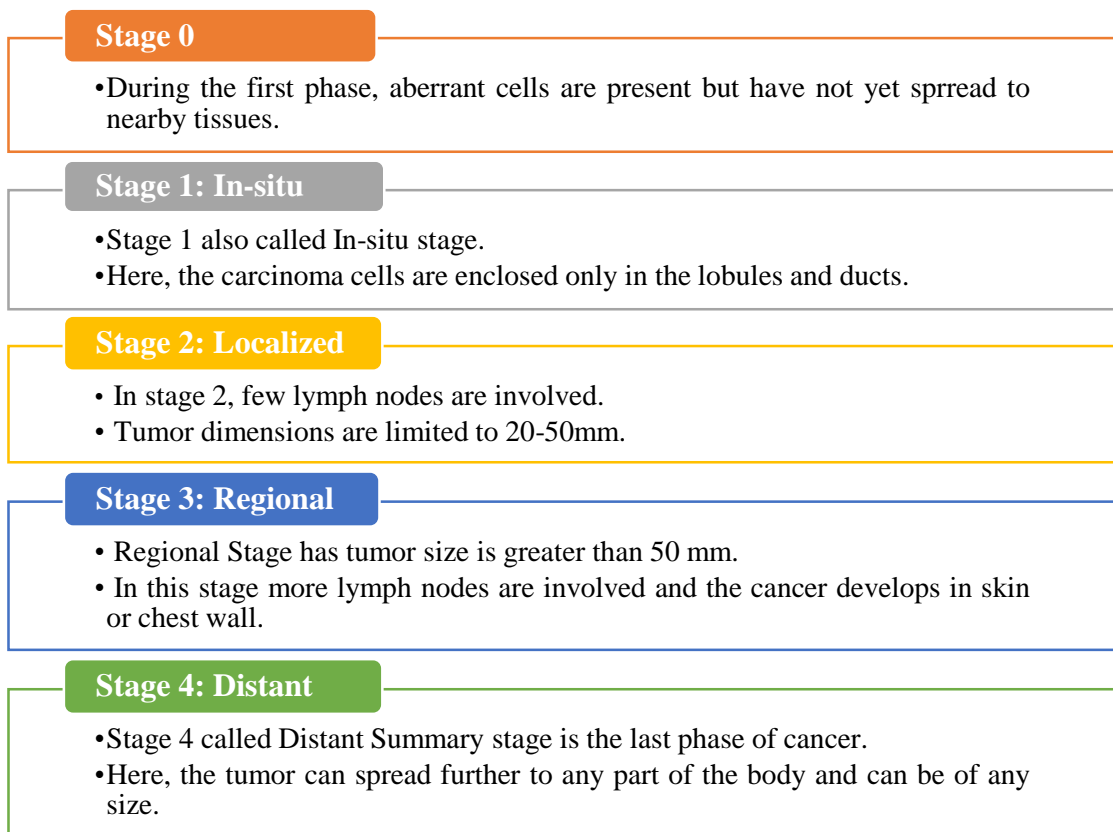 Stage 0
•During the first phase, aberrant cells are present but have not yet sprread to
nearby tissues.
Stage 1: In-situ
•Stage 1 also called In-situ stage.
•Here, the carcinoma cells are enclosed only in the lobules and ducts.
Stage 2: Localized
• In stage 2, few lymph nodes are involved.
• Tumor dimensions are limited to 20-50mm.
Stage 3: Regional
• Regional Stage has tumor size is greater than 50 mm.
• In this stage more lymph nodes are involved and the cancer develops in skin
or chest wall.
Stage 4: Distant
•Stage 4 called Distant Summary stage is the last phase of cancer.
•Here, the tumor can spread further to any part of the body and can be of any
size.